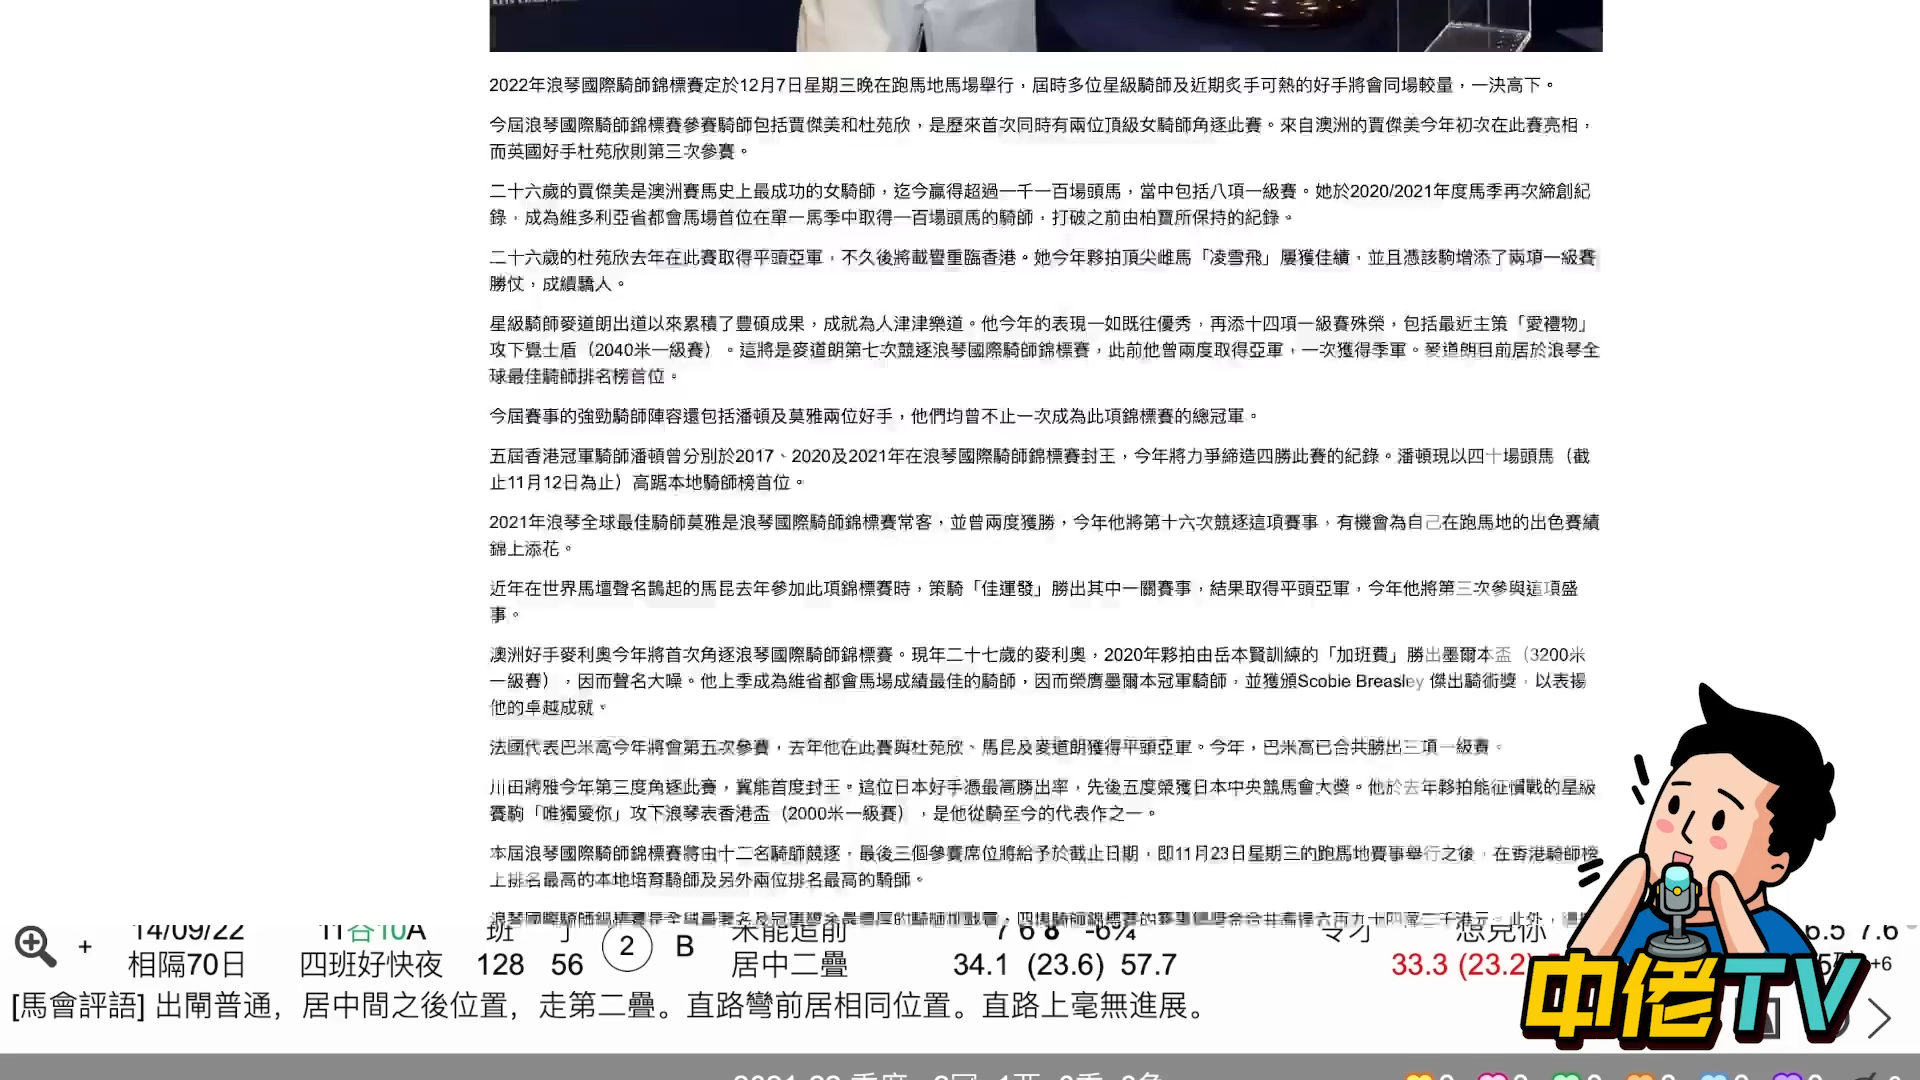 2022年浪琴國際騎師錦標賽定於12月7日星期三晚在跑馬地馬場舉行，屆時多位星級騎師及近期炙手可熱的好手將會同場較量，一決高下。
今屆浪琴國際騎師錦標賽參賽騎師包括賈傑美和杜苑欣，是歷來首次同時有兩位頂級女騎師角逐此賽。來自澳洲的賈傑美今年初次在此賽亮相，
而英國好手杜苑欣則第三次參賽。
二十六歲的賈傑美是澳洲賽馬史上最成功的女騎師，迄今贏得超過一千一百場頭馬，當中包括八項一級賽。她於2020/2021年度馬季再次締創紀
錄，成為維多利亞省都會馬場首位在單一馬季中取得一百場頭馬的騎師，打破之前由柏寶所保持的紀錄。
二十六歲的杜苑欣去年在此賽取得平頭亞軍，不久後將載譽重臨香港。她今年夥拍頂尖雌馬「凌雪飛」屢獲佳績，並且憑該駒增添了兩項一級賽
勝仗，成績驕人。
星級騎師麥道朗出道以來累積了豐碩成果，成就為人津津樂道。他今年的表現一如既往優秀，再添十四項一級賽殊榮，包括最近主策「愛禮物」
攻下覺士盾（2040米一級賽）。這將是麥道朗第七次競逐浪琴國際騎師錦標賽，此前他曾兩度取得亞軍，一次獲得季軍。麥道朗目前居於浪琴全
球最佳騎師排名榜首位。
今屆賽事的強勁騎師陣容還包括潘頓及莫雅兩位好手，他們均曾不止一次成為此項錦標賽的總冠軍。
五屆香港冠軍騎師潘頓曾分別於2017、2020及2021年在浪琴國際騎師錦標賽封王，今年將力爭締造四勝此賽的紀錄。潘頓現以四十場頭馬（截
止11月12日為止）高踞本地騎師榜首位。
2021年浪琴全球最佳騎師莫雅是浪琴國際騎師錦標賽常客，並曾兩度獲勝，今年他將第十六次競逐這項賽事，有機會為自己在跑馬地的出色賽績
錦上添花。
近年在世界馬壇聲名鵲起的馬昆去年參加此項錦標賽時，策騎「佳運發」勝出其中一關賽事，結果取得平頭亞軍，今年他將第三次參與這項盛
事。
澳洲好手麥利奧今年將首次角逐浪琴國際騎師錦標賽。現年二十七歲的麥利奧，2020年夥拍由岳本賢訓練的「加班費」勝出墨爾本盃（3200米
一級賽），因而聲名大噪。他上季成為維省都會馬場成績最佳的騎師，因而榮膺墨爾本冠軍騎師，並獲頒Scobie Breasley 傑出騎術獎，以表揚
他的卓越成就。
法國代表巴米高今年將會第五次參賽，去年他在此賽與杜苑欣、馬昆及麥道朗獲得平頭亞軍。今年，巴米高已合共勝出三項一級賽。
川田將雅今年第三度角逐此賽，冀能首度封王。這位日本好手憑最高勝出率，先後五度榮獲日本中央競馬會大獎。他於去年夥拍能征慣戰的星級
賽駒「唯獨愛你」攻下浪琴表香港盃（2000米一級賽），是他從騎至今的代表作之一。
本屆浪琴國際騎師錦標賽將由十二名騎師競逐，最後三個參賽席位將給予於截止日期，即11月23日星期三的跑馬地賽事舉行之後，在香港騎師榜
上排名最高的本地培育騎師及另外兩位排名最高的騎師。
+ 14/09/22 11谷10A 班 2 B 未能追前 7 6 8 -6¼ 想見你 6.5 7.6
相隔70日 四班好快夜 128 56 居中二疊 34.1 (23.6) 57.7 33.3 (23.2) +6
[馬會評語] 出閘普通，居中間之後位置，走第二疊。直路彎前居相同位置。直路上毫無進展。
中佬TV